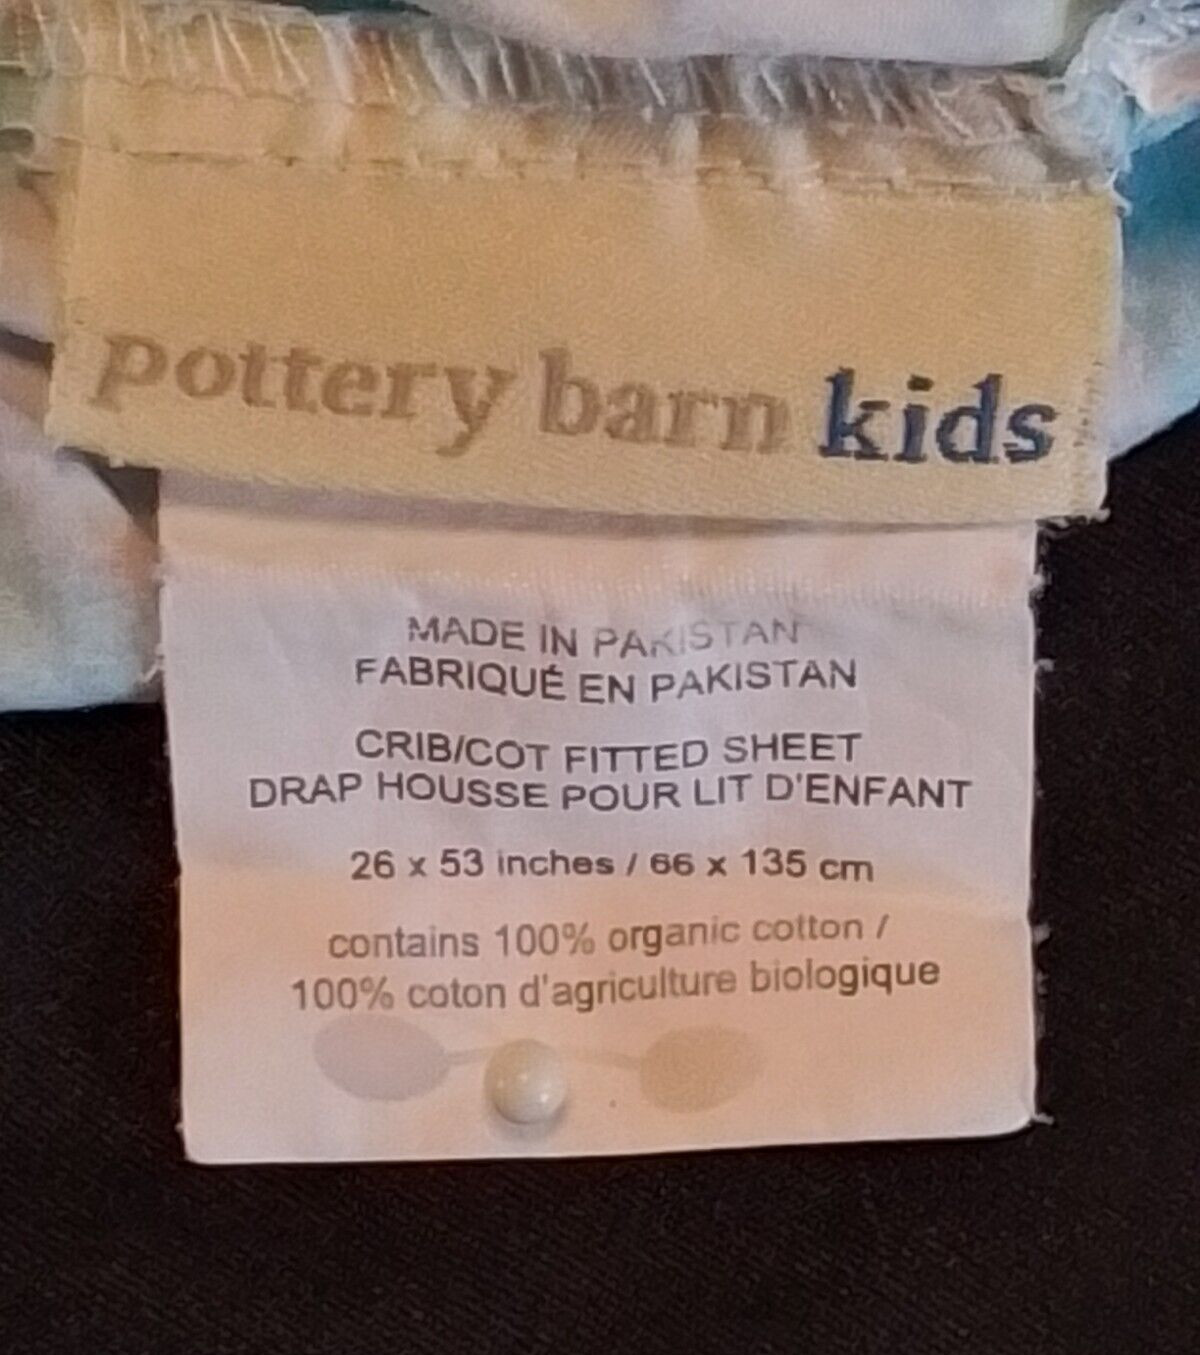 pottery barn kids
MADE IN PAKISTAN
FABRIQUÉ EN PAKISTAN
CRIB/COT FITTED SHEET
DRAP HOUSSE POUR LIT D'ENFANT
26 x 53 inches / 66 x 135 cm
contains 100% organic cotton /
100% coton d'agriculture biologique